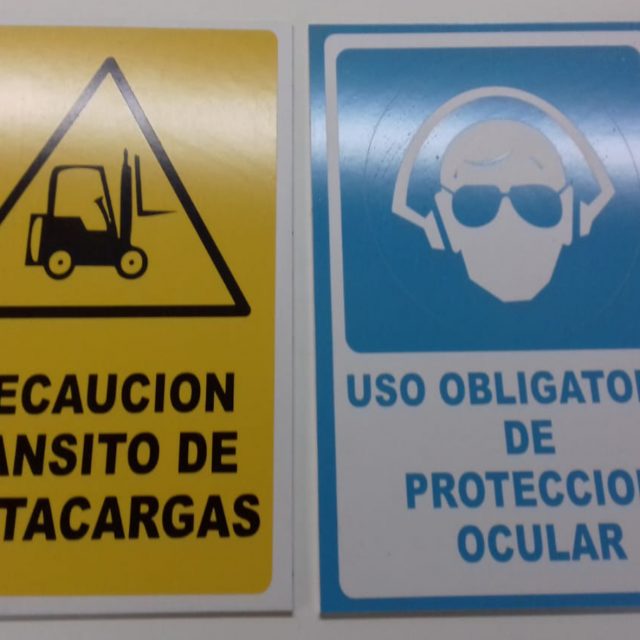 ECAUCION
ANSITO DE
TACARGAS
USO OBLIGATO
DE
PROTECCIO
OCULAR